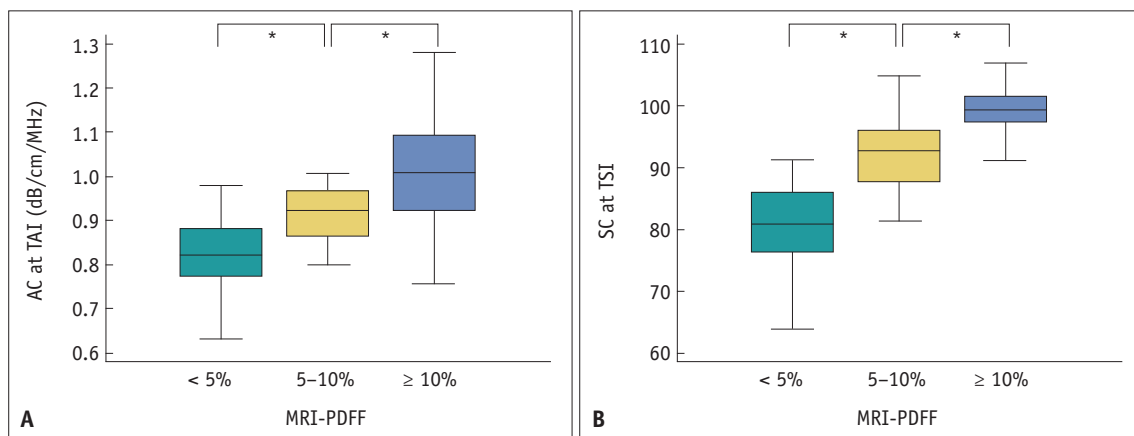 * *
1.3
1.2
1.1
1.0
0.9
0.8
0.7
0.6
AC at TAI (dB/cm/MHz)
< 5% 5–10% ≥ 10%
MRI-PDFF
A
* *
110
100
90
80
70
60
SC at TSI
< 5% 5–10% ≥ 10%
MRI-PDFF
B